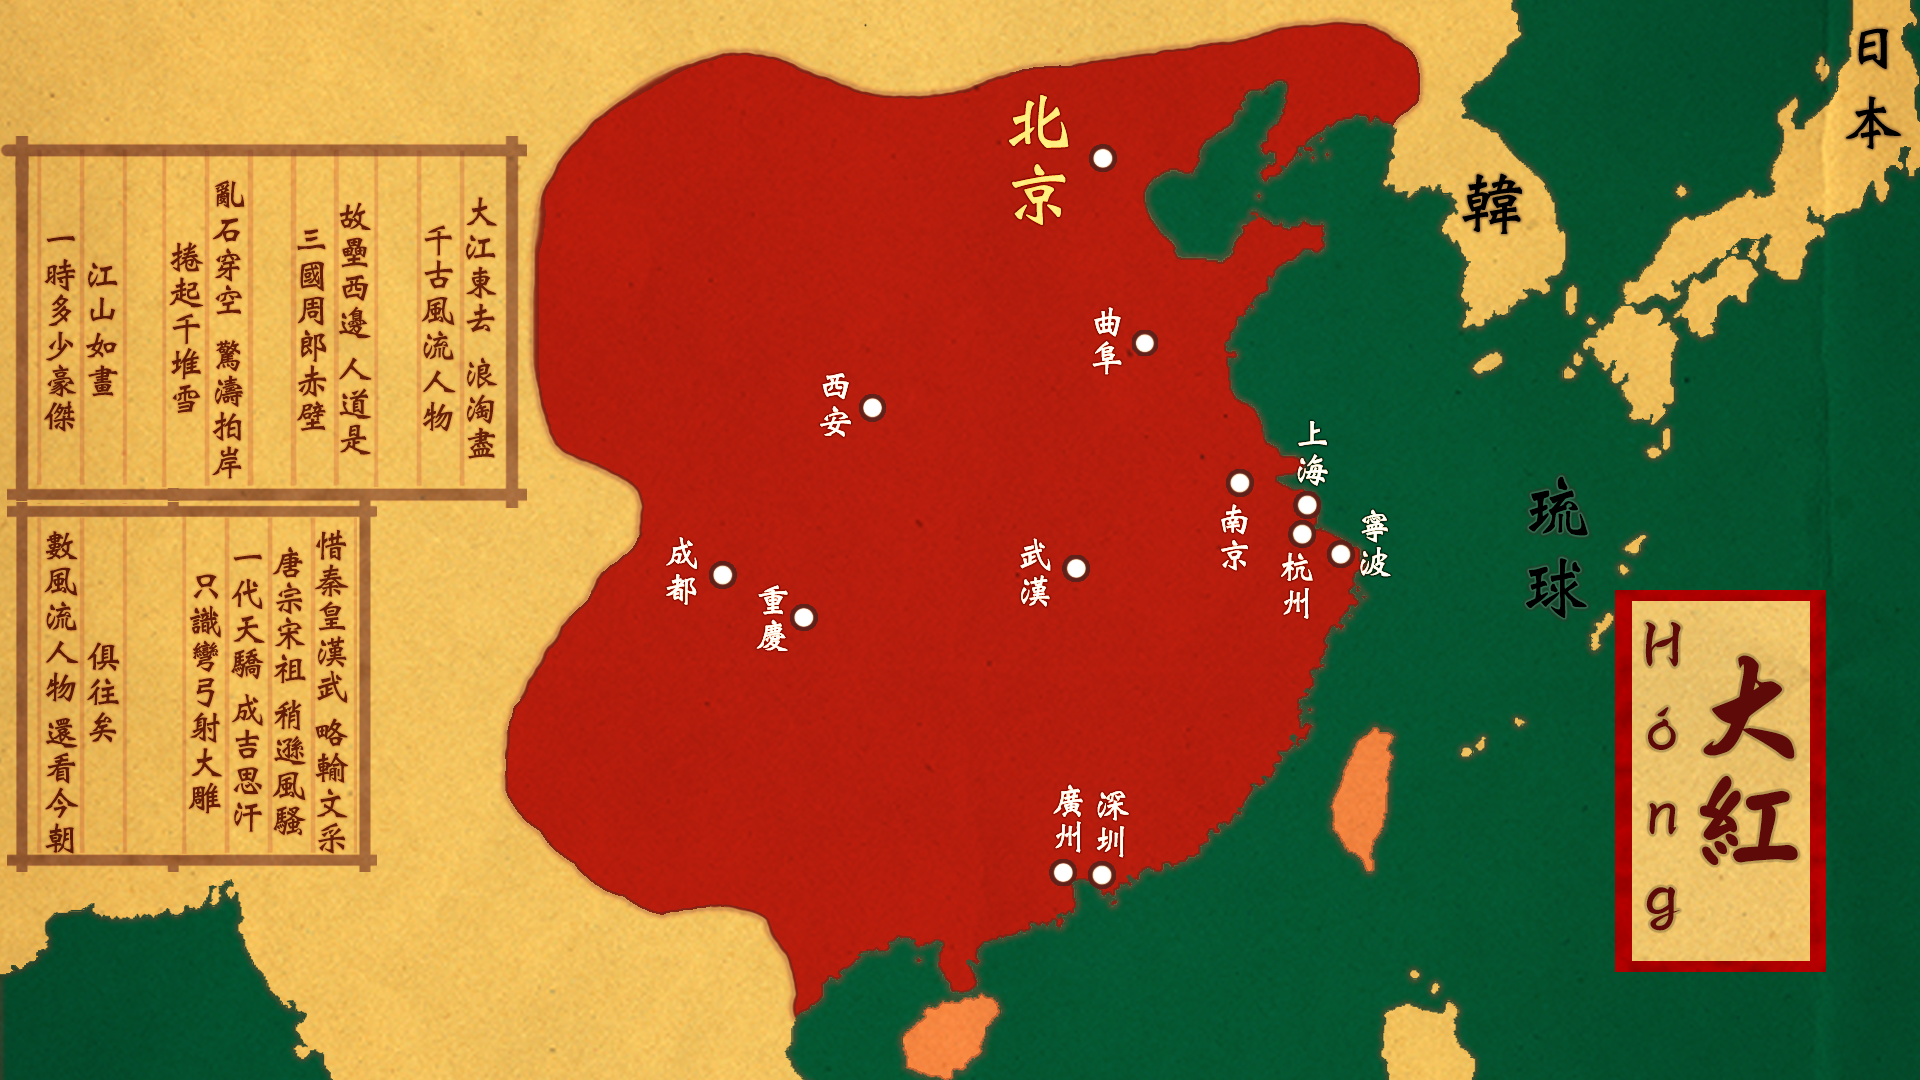 大江東去 浪淘盡
千古風流人物
故壘西邊 人道是
三國周郎赤壁
亂石穿空 驚濤拍岸
捲起千堆雪
江山如畫
一時多少豪傑
惜秦皇漢武 略輸文采
唐宗宋祖 稍遜風騷
一代天驕 成吉思汗
只識彎弓射大雕
俱往矣
數風流人物 還看今朝
北京
曲阜
西安
上海
南京
杭州
寧波
武漢
成都
重慶
廣州
深圳
日本
韓
琉球
大紅
Hóng